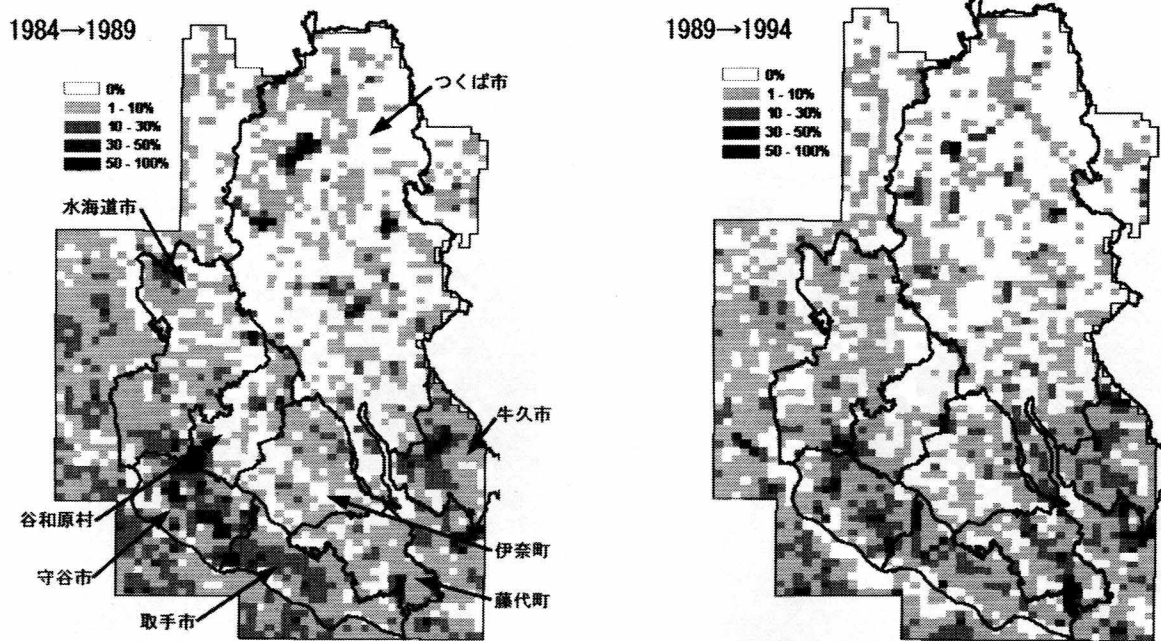 1984→1989
0%
1 - 10%
10 - 30%
30 - 50%
50 - 100%
つくば市
水海道市
牛久市
谷和原村
伊奈町
守谷市
藤代町
取手市
1989→1994
0%
1 - 10%
10 - 30%
30 - 50%
50 - 100%